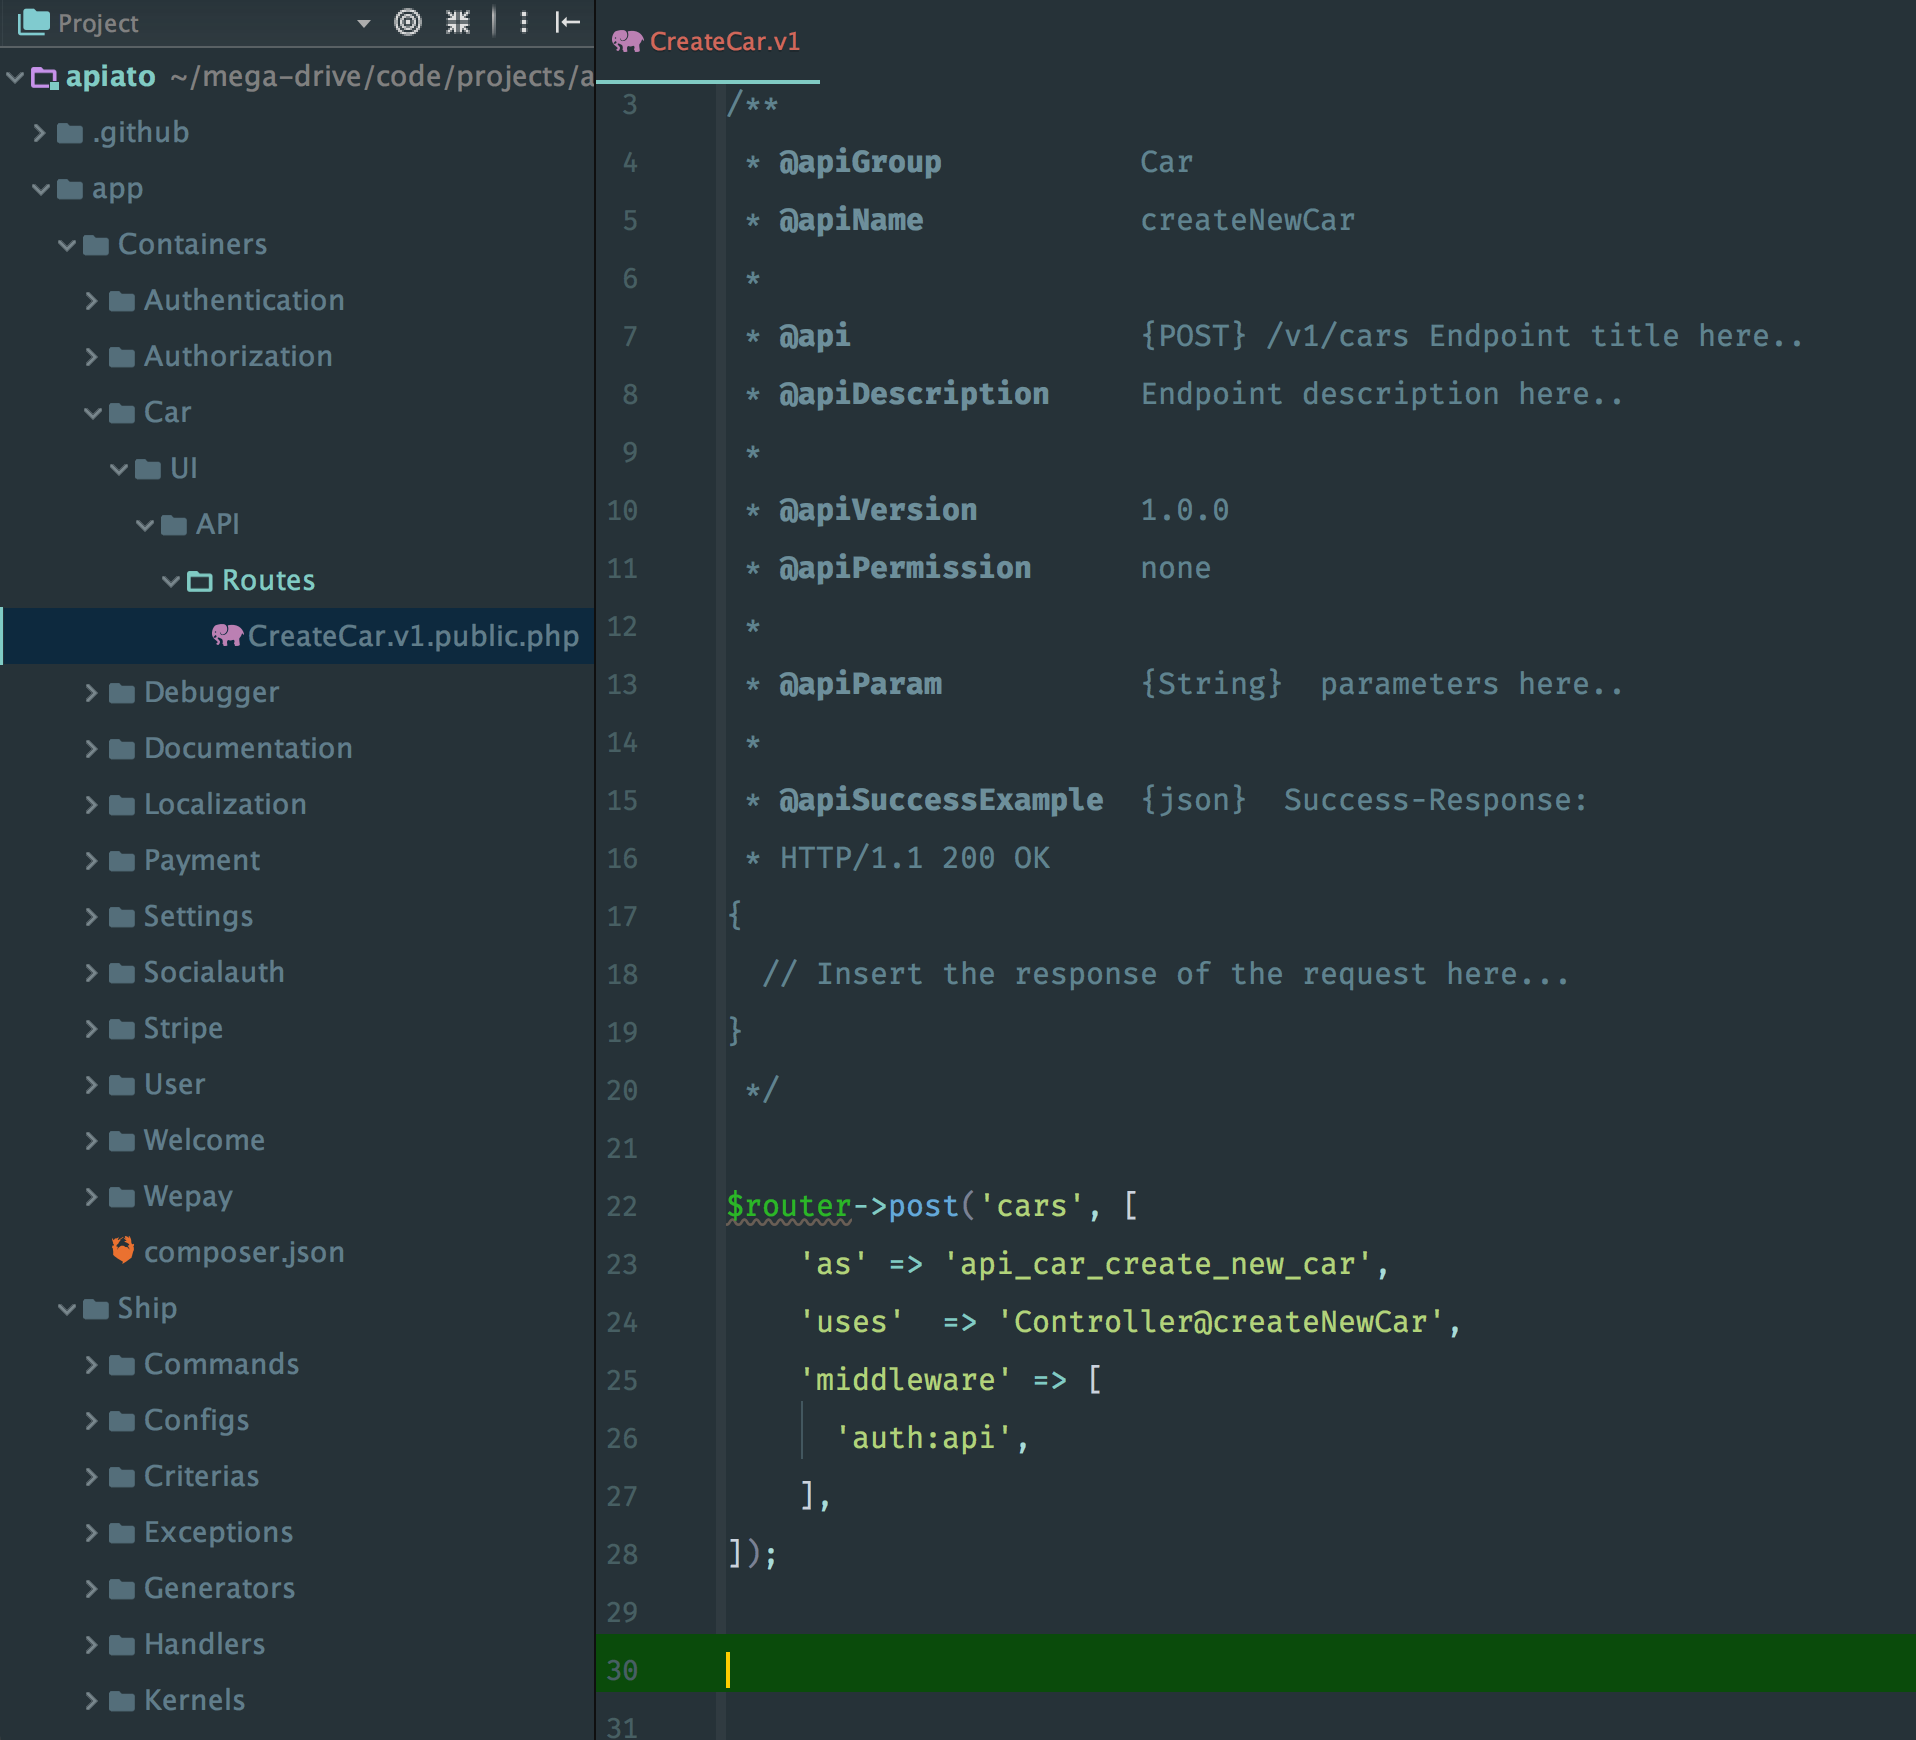 Project
apiato ~/mega-drive/code/projects/a
.github
app
Containers
Authentication
Authorization
Car
UI
API
Routes
CreateCar.v1.public.php
Debugger
Documentation
Localization
Payment
Settings
Socialauth
Stripe
User
Welcome
Wepay
composer.json
Ship
Commands
Configs
Criterias
Exceptions
Generators
Handlers
Kernels
CreateCar.v1
3 /**
4 * @apiGroup Car
5 * @apiName createNewCar
6 *
7 * @api {POST} /v1/cars Endpoint title here..
8 * @apiDescription Endpoint description here..
9 *
10 * @apiVersion 1.0.0
11 * @apiPermission none
12 *
13 * @apiParam {String} parameters here..
14 *
15 * @apiSuccessExample {json} Success-Response:
16 * HTTP/1.1 200 OK
17 {
18 // Insert the response of the request here...
19 }
20 */
21
22 $router->post('cars', [
23 'as' => 'api_car_create_new_car',
24 'uses' => 'Controller@createNewCar',
25 'middleware' => [
26 'auth:api',
27 ],
28 ]);
29
30
31